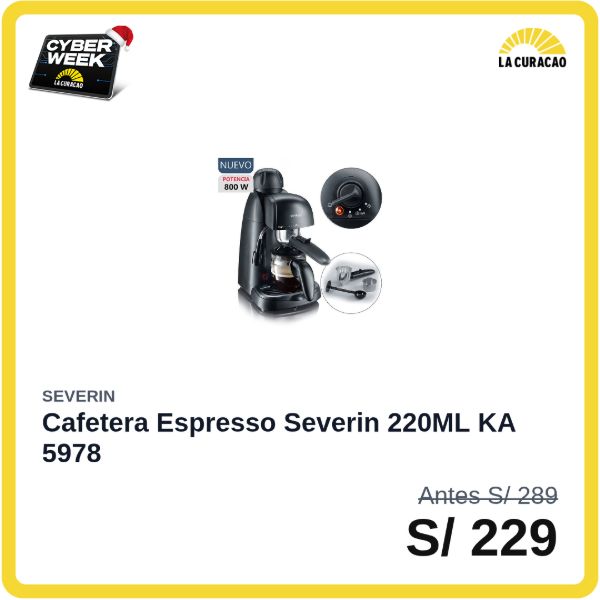 CYBER
WEEK
LA CURACAO
LA CURACAO
NUEVO
POTENCIA
800 W
SEVERIN
Cafetera Espresso Severin 220ML KA
5978
Antes S/ 289
S/ 229